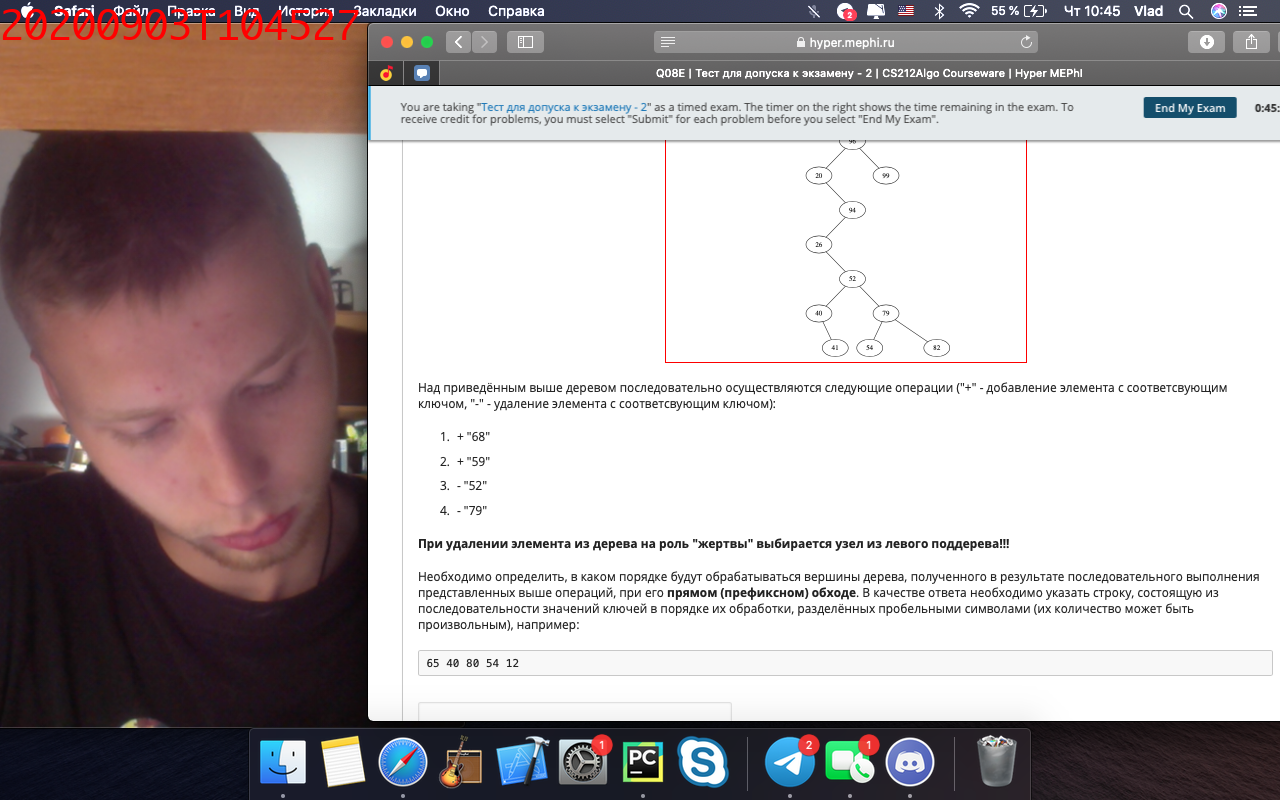 Safari Файл Правка Вид История Закладки Окно Справка 2 55 % Чт 10:45 Vlad
20200903T104527
hyper.mephi.ru
Q08E | Тест для допуска к экзамену - 2 | CS212Algo Courseware | Hyper MEPhI
You are taking "Тест для допуска к экзамену - 2" as a timed exam. The timer on the right shows the time remaining in the exam. To
receive credit for problems, you must select "Submit" for each problem before you select "End My Exam".
End My Exam
0:45:
20 99
94
26
52
40 79
41 54 82
Над приведённым выше деревом последовательно осуществляются следующие операции ("+" - добавление элемента с соответсвующим
ключом, "-" - удаление элемента с соответсвующим ключом):
1. + "68"
2. + "59"
3. - "52"
4. - "79"
При удалении элемента из дерева на роль "жертвы" выбирается узел из левого поддерева!!!
Необходимо определить, в каком порядке будут обрабатываться вершины дерева, полученного в результате последовательного выполнения
представленных выше операций, при его прямом (префиксном) обходе. В качестве ответа необходимо указать строку, состоящую из
последовательности значений ключей в порядке их обработки, разделённых пробельными символами (их количество может быть
произвольным), например:
65 40 80 54 12
1 PC 2 1